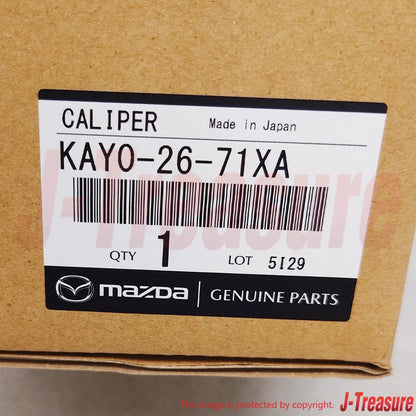 CALIPER Made in Japan
KAYO-26-71XA
J-Treasure
QTY 1 LOT 5I29
mazda GENUINE PARTS
This image is protected by copyright.
J-Treasure